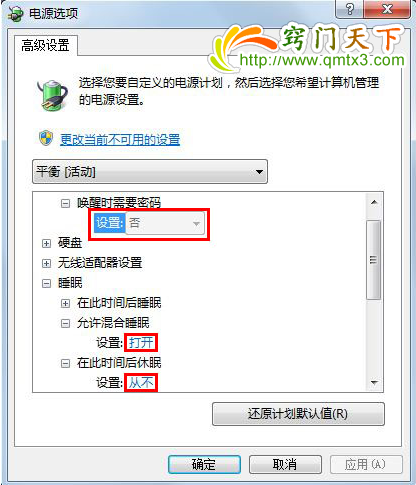 电源选项
窍门天下
http://www.qmtx3.com
高级设置
选择您要自定义的电源计划，然后选择您希望计算机管理
的电源设置。
更改当前不可用的设置
平衡 [活动]
唤醒时需要密码
设置: 否
硬盘
无线适配器设置
睡眠
在此时间后睡眠
允许混合睡眠
设置: 打开
在此时间后休眠
设置: 从不
还原计划默认值(R)
确定 取消 应用(A)